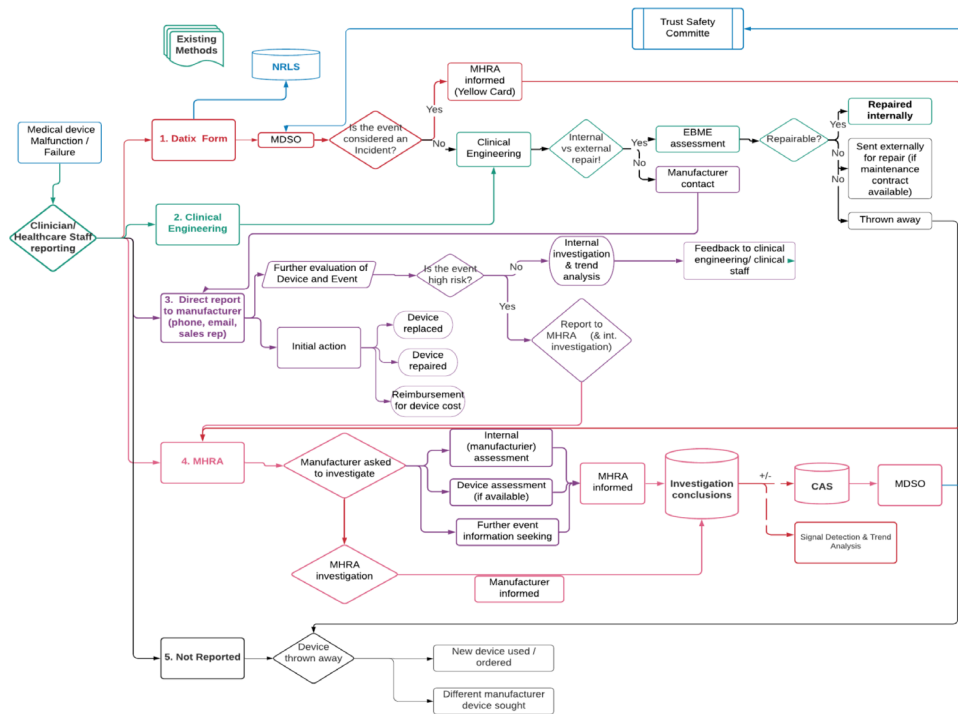 Existing
Methods
NRLS
Trust Safety
Committe
Medical device
Malfunction /
Failure
1. Datix  Form
MDSO
Is the event
considered an
Incident?
Yes
No
MHRA
informed
(Yellow Card)
Clinical
Engineering
Internal
vs external
repair!
Yes
No
EBME
assessment
Manufacturer
contact
Repairable?
Yes
No
No
Repaired
internally
Sent externally
for repair (if
maintenance
contract
available)
Thrown away
Clinician/
Healthcare Staff
reporting
2. Clinical
Engineering
3.  Direct report
to manufacturer
(phone, email,
sales rep)
Further evaluation of
Device and Event
Is the event
high risk?
No
Yes
Internal
investigation
& trend
analysis
Feedback to clinical
engineering/ clinical
staff
Report to
MHRA    (& int.
investigation)
Initial action
Device
replaced
Device
repaired
Reimbursement
for device cost
4. MHRA
Manufacturer asked
to investigate
Internal
(manufacturier)
assessment
Device assessment
(if available)
Further event
information seeking
MHRA
informed
Investigation
conclusions
+/-
CAS
MDSO
Signal Detection & Trend
Analysis
MHRA
investigation
Manufacturer
informed
5. Not Reported
Device
thrown away
New device used /
ordered
Different manufacturer
device sought